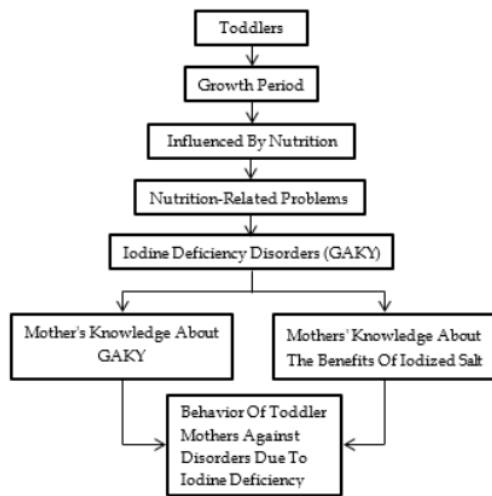 Toddlers
Growth Period
Influenced By Nutrition
Nutrition-Related Problems
Iodine Deficiency Disorders (GAKY)
Mother's Knowledge About
GAKY
Mothers' Knowledge About
The Benefits Of Iodized Salt
Behavior Of Toddler
Mothers Against
Disorders Due To
Iodine Deficiency